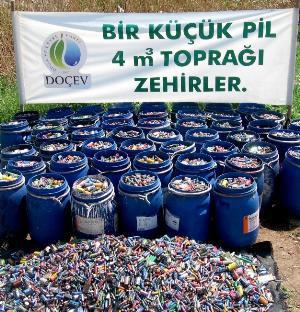 BİR KÜÇÜK PİL
4 m³ TOPRAĞI
ZEHİRLER.
DOÇEV